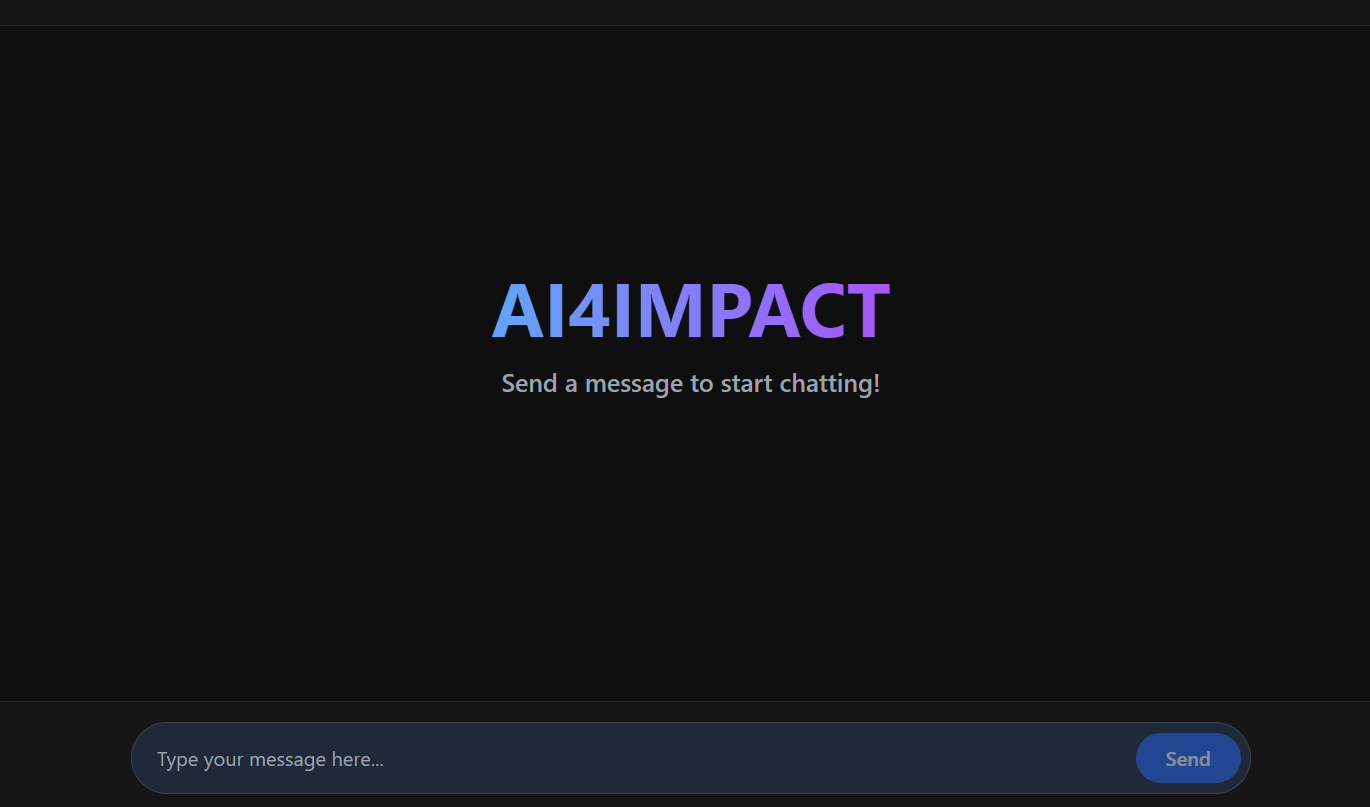 AI4IMPACT
Send a message to start chatting!
Type your message here...
Send